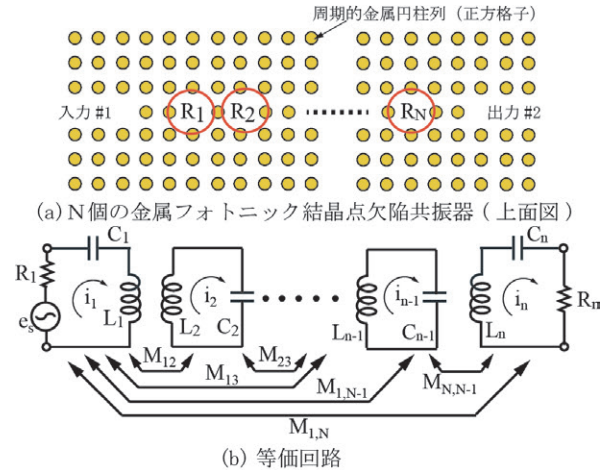 周期的金属円柱列（正方格子）
入力 #1
R1
R2
RN
出力 #2
(a) N個の金属フォトニック結晶点欠陥共振器 ( 上面図 )
C1
Cn
R1
i1
i2
in-1
in
Rn
es
L1
L2
C2
Ln-1
Cn-1
Ln
M12
M23
M13
M1,N-1
MN,N-1
M1,N
(b) 等価回路